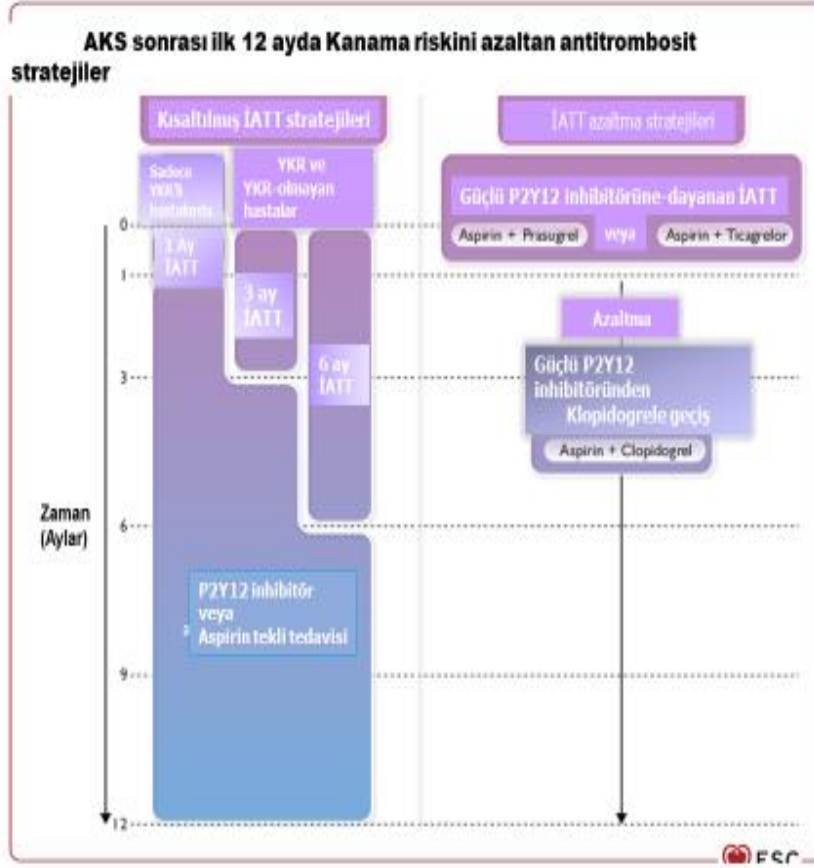 AKS sonrası ilk 12 ayda Kanama riskini azaltan antitrombosit
stratejiler
Kısaltılmış İATT stratejileri
Sadece
YKR'li
hastalarda
YKR ve
YKR-olmayan
hastalar
1 Ay
İATT
3 ay
İATT
6 ay
İATT
P2Y12 inhibitör
veya
Aspirin tekli tedavisi
Zaman
(Aylar)
0
1
3
6
9
12
İATT azaltma stratejileri
Güçlü P2Y12 inhibitörüne-dayanan İATT
Aspirin + Prasugrel
veya
Aspirin + Ticagrelor
Azaltma
Güçlü P2Y12
inhibitöründen
Klopidogrele geçiş
Aspirin + Clopidogrel
ESC